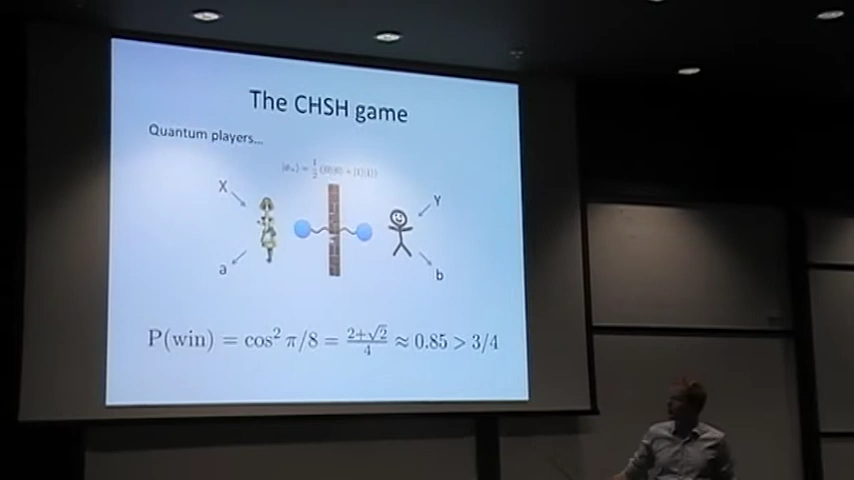 The CHSH game
Quantum players...
X
Y
a
b
P(win) = cos² π/8 = (2+√2)/4 ≈ 0.85 > 3/4